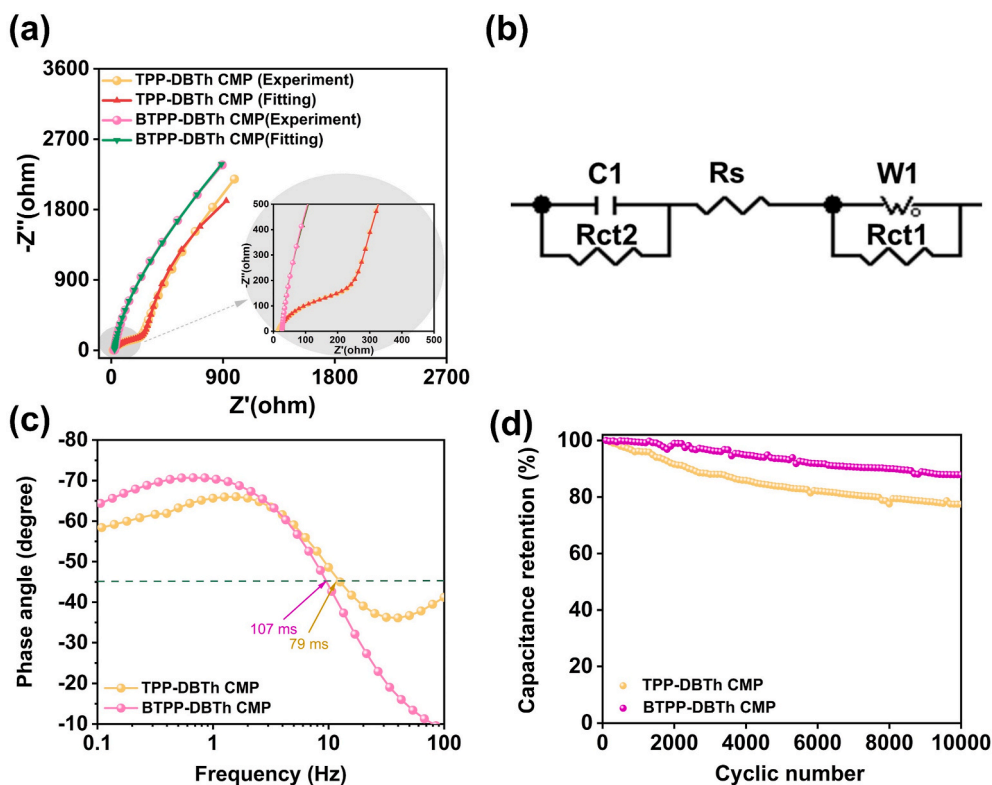 (a)
3600
2700
1800
900
0
-Z''(ohm)
TPP-DBTh CMP (Experiment)
TPP-DBTh CMP (Fitting)
BTPP-DBTh CMP(Experiment)
BTPP-DBTh CMP(Fitting)
500
400
300
200
100
0
-Z''(ohm)
0 100 200 300 400 500
Z'(ohm)
0 900 1800 2700
Z'(ohm)
(b)
C1
Rs
W1
Rct2
Rct1
(c)
-80
-70
-60
-50
-40
-30
-20
-10
Phase angle (degree)
107 ms
79 ms
TPP-DBTh CMP
BTPP-DBTh CMP
0.1 1 10 100
Frequency (Hz)
(d)
100
80
60
40
20
0
Capacitance retention (%)
TPP-DBTh CMP
BTPP-DBTh CMP
0 2000 4000 6000 8000 10000
Cyclic number